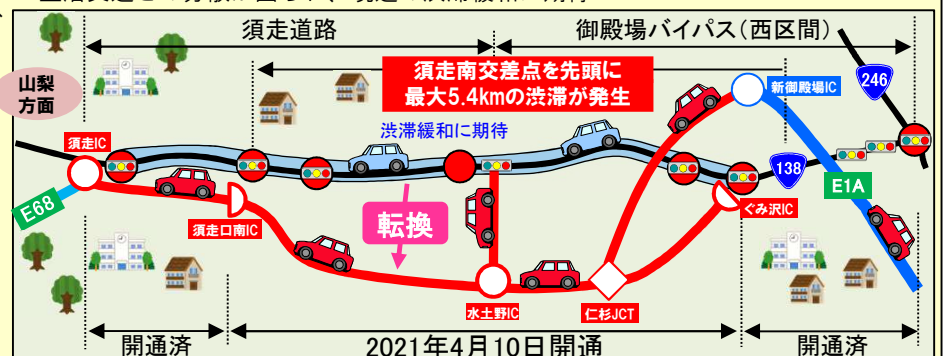 須走道路
御殿場バイパス(西区間)
山梨
方面
須走南交差点を先頭に
最大5.4kmの渋滞が発生
新御殿場IC
246
須走IC
渋滞緩和に期待
138
E1A
E68
ぐみ沢IC
須走口南IC
転換
水土野IC
仁杉JCT
開通済
2021年4月10日開通
開通済